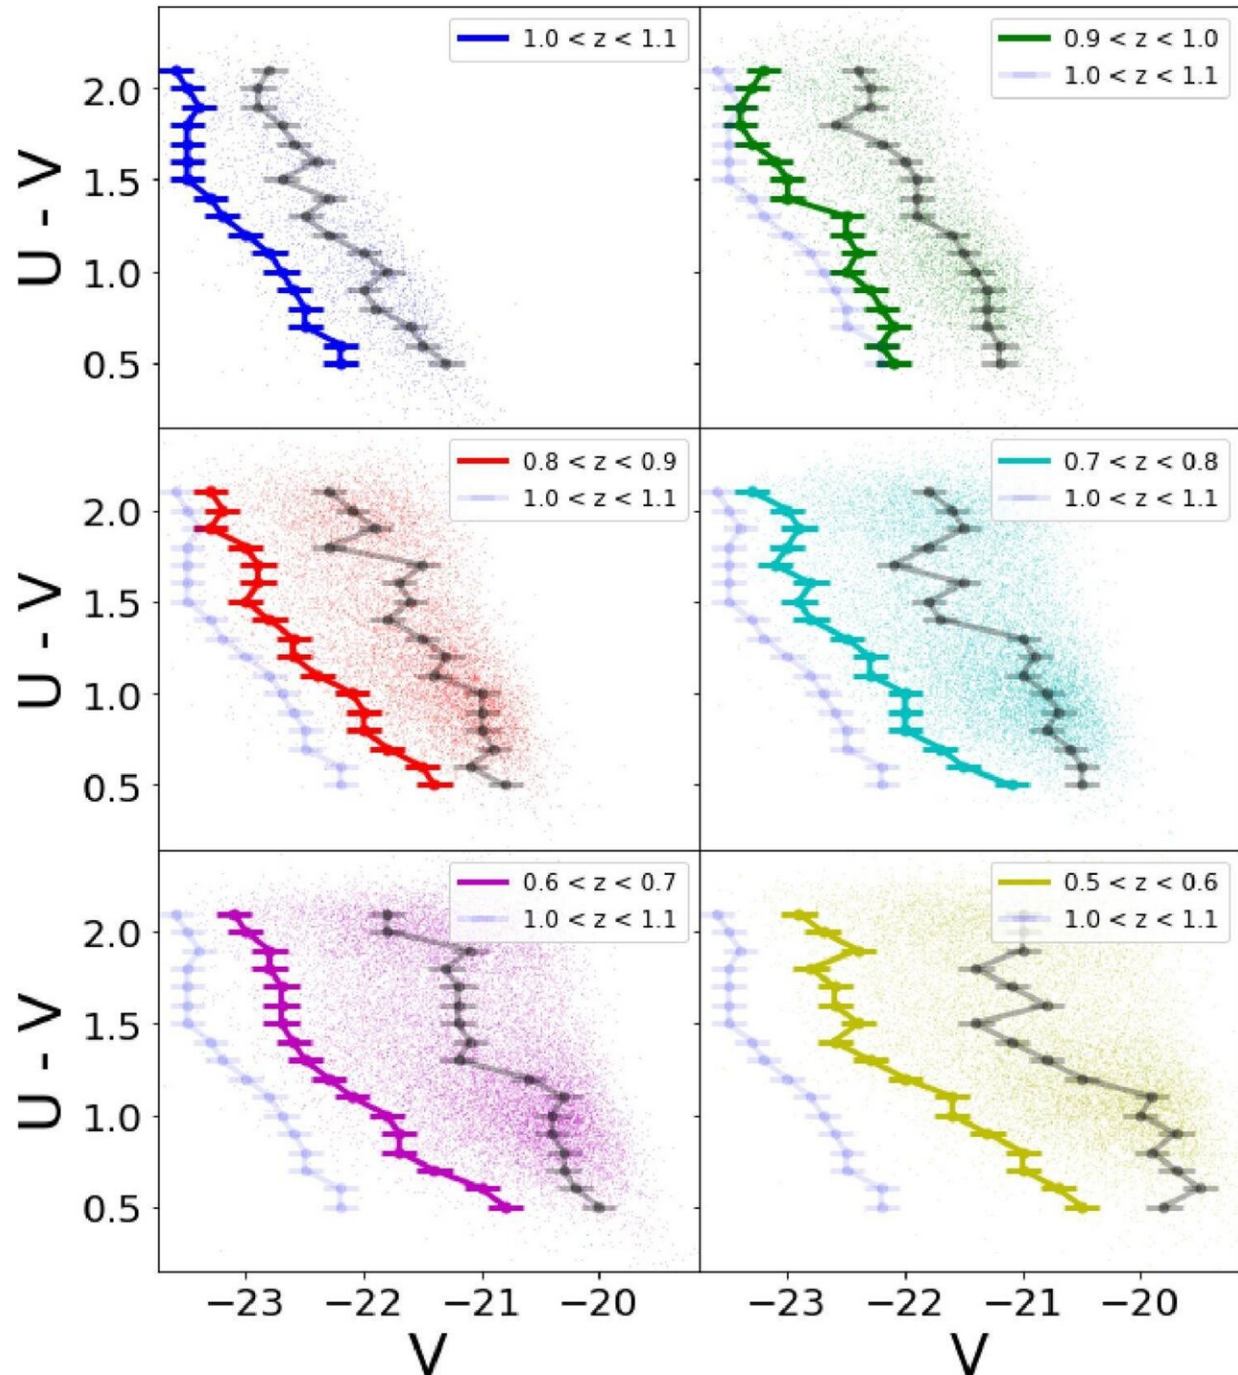 1.0 < z < 1.1
0.9 < z < 1.0
1.0 < z < 1.1
2.0
1.5
1.0
0.5
U - V
0.8 < z < 0.9
1.0 < z < 1.1
0.7 < z < 0.8
1.0 < z < 1.1
2.0
1.5
1.0
0.5
U - V
0.6 < z < 0.7
1.0 < z < 1.1
0.5 < z < 0.6
1.0 < z < 1.1
2.0
1.5
1.0
0.5
U - V
−23 −22 −21 −20
−23 −22 −21 −20
V
V